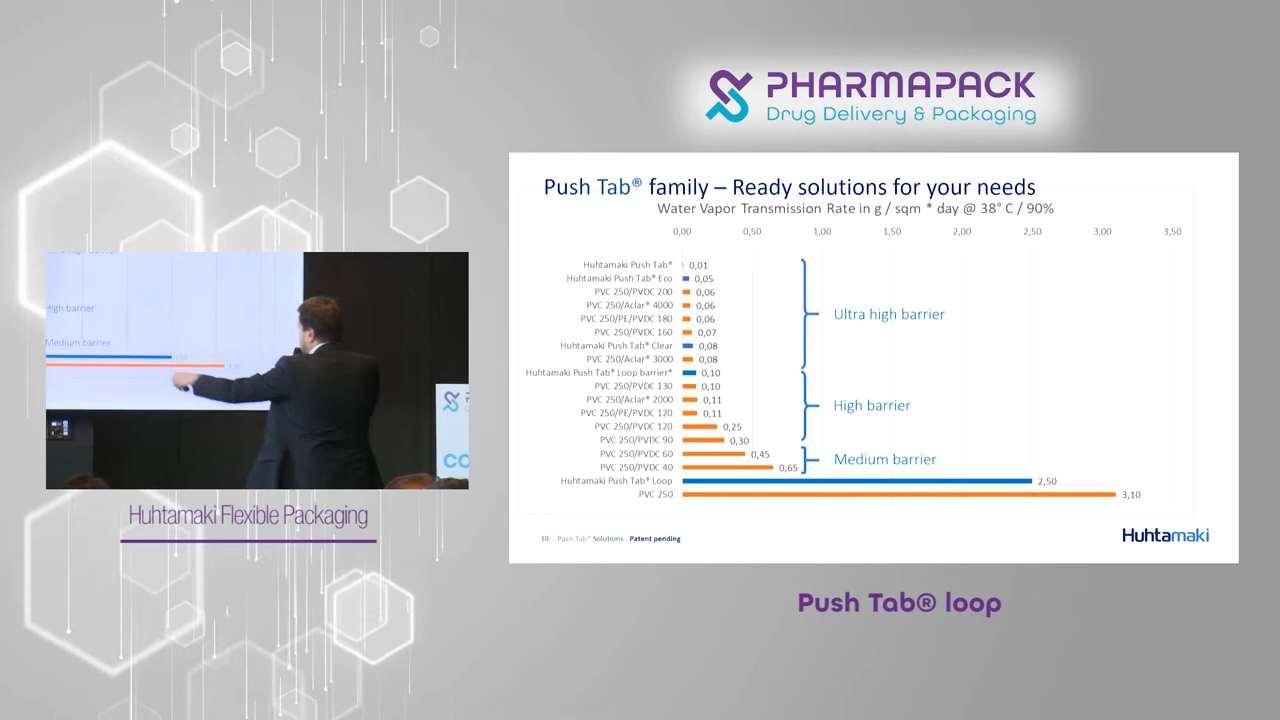 PHARMAPACK
Drug Delivery & Packaging
Push Tab® family – Ready solutions for your needs
Water Vapor Transmission Rate in g / sqm * day @ 38° C / 90%
0,00 0,50 1,00 1,50 2,00 2,50 3,00 3,50
Huhtamaki Push Tab® 0,01
Huhtamaki Push Tab® Eco 0,05
PVC 250/PVDC 200 0,06
PVC 250/Aclar® 4000 0,06
PVC 250/PE/PVDC 180 0,06
PVC 250/PVDC 160 0,07
Huhtamaki Push Tab® Clear 0,08
PVC 250/Aclar® 3000 0,08
Ultra high barrier
Huhtamaki Push Tab® Loop barrier* 0,10
PVC 250/PVDC 130 0,10
PVC 250/Aclar® 2000 0,11
PVC 250/PE/PVDC 120 0,11
PVC 250/PVDC 120 0,25
PVC 250/PVDC 90 0,30
High barrier
PVC 250/PVDC 60 0,45
PVC 250/PVDC 40 0,65
Medium barrier
Huhtamaki Push Tab® Loop 2,50
PVC 250 3,10
10 Push Tab® Solutions - Patent pending
Huhtamaki
High barrier
Medium barrier
CO
Huhtamaki Flexible Packaging
Push Tab® loop